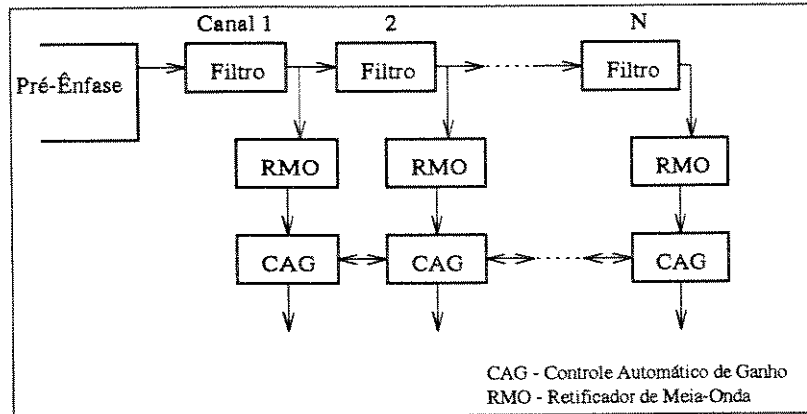 Canal 1 2 N
Pré-Ênfase Filtro Filtro Filtro
RMO RMO RMO
CAG CAG CAG
CAG - Controle Automático de Ganho
RMO - Retificador de Meia-Onda